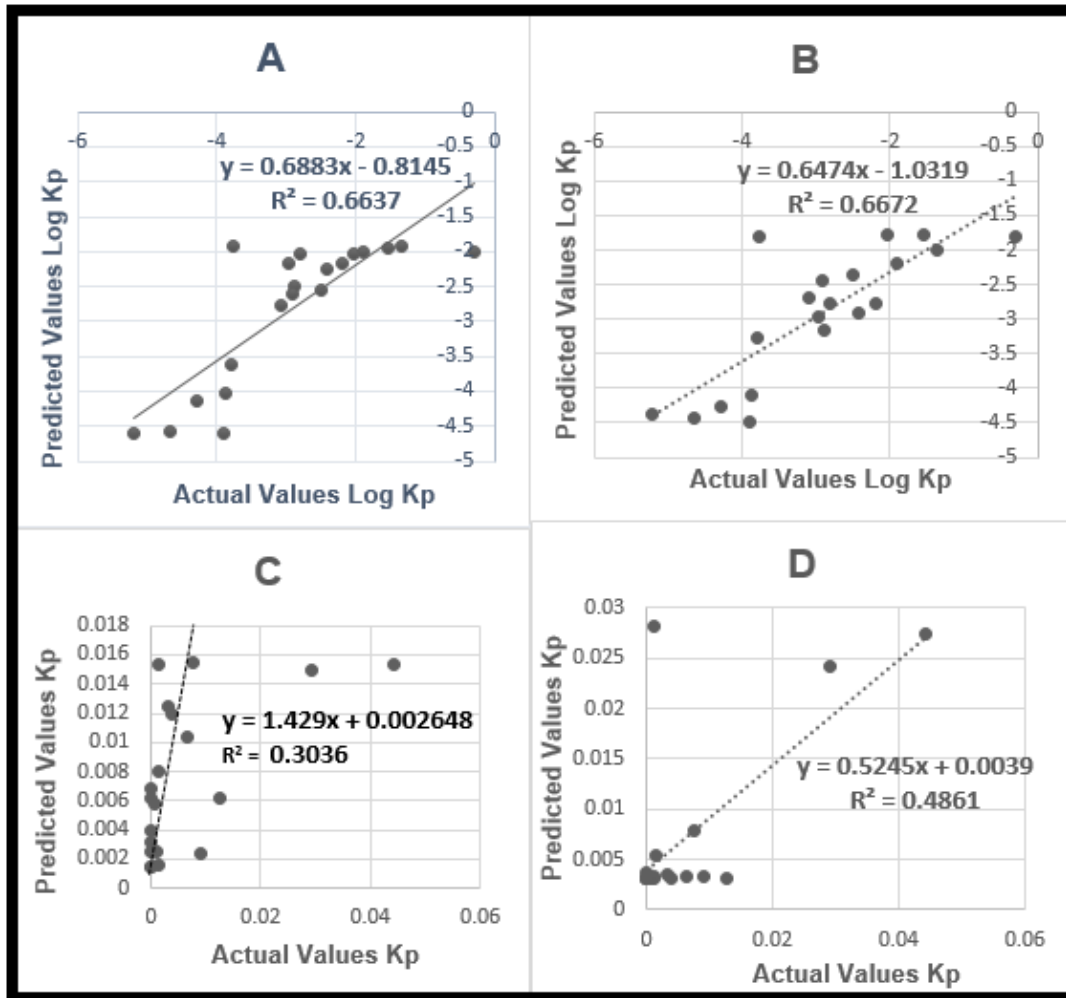 A
-6 -4 -2 0
0
-0.5
-1
-1.5
-2
-2.5
-3
-3.5
-4
-4.5
-5
y = 0.6883x - 0.8145
R² = 0.6637
Predicted Values Log Kp
Actual Values Log Kp
B
-6 -4 -2 0
0
-0.5
-1
-1.5
-2
-2.5
-3
-3.5
-4
-4.5
-5
y = 0.6474x - 1.0319
R² = 0.6672
Predicted Values Log Kp
Actual Values Log Kp
C
0.018
0.016
0.014
0.012
0.01
0.008
0.006
0.004
0.002
0
y = 1.429x + 0.002648
R² = 0.3036
0 0.02 0.04 0.06
Predicted Values Kp
Actual Values Kp
D
0.03
0.025
0.02
0.015
0.01
0.005
0
y = 0.5245x + 0.0039
R² = 0.4861
0 0.02 0.04 0.06
Predicted Values Kp
Actual Values Kp